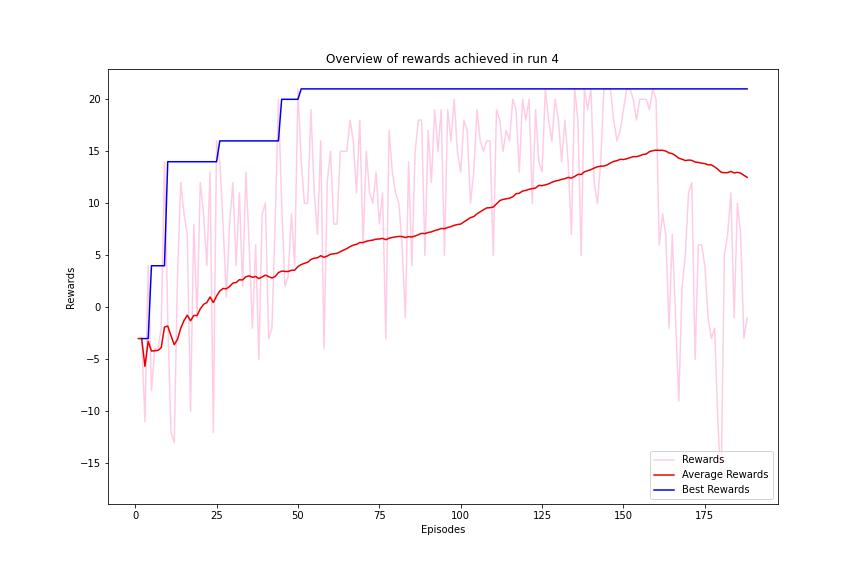 Overview of rewards achieved in run 4
Rewards
20
15
10
5
0
−5
−10
−15
0 25 50 75 100 125 150 175
Episodes
Rewards
Average Rewards
Best Rewards